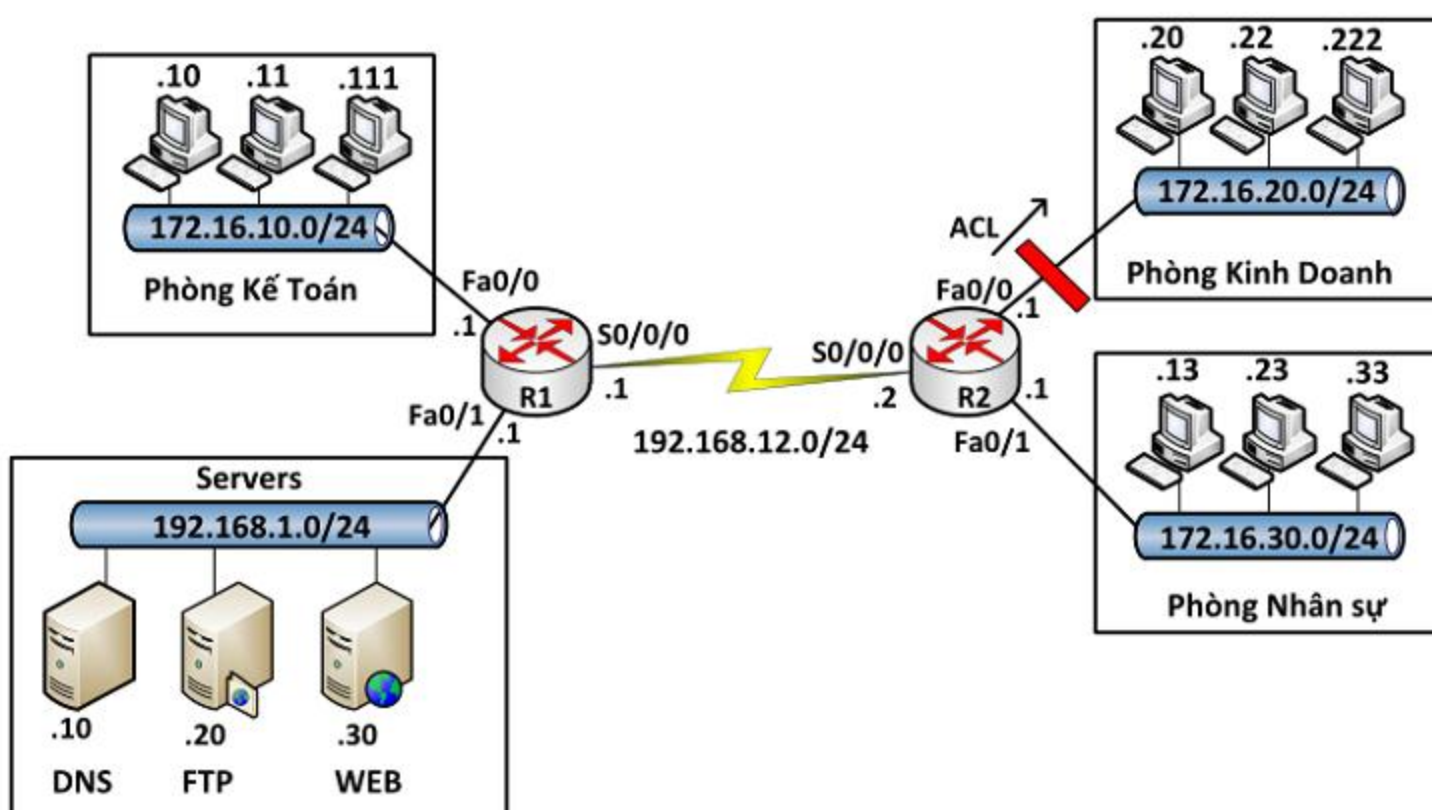 .10 .11 .111
172.16.10.0/24
Phòng Kế Toán
Fa0/0
.1
S0/0/0
.1
R1
Fa0/1
.1
192.168.12.0/24
S0/0/0
.2
R2
Fa0/0
.1
ACL
.1
Fa0/1
.20 .22 .222
172.16.20.0/24
Phòng Kinh Doanh
.13 .23 .33
172.16.30.0/24
Phòng Nhân sự
Servers
192.168.1.0/24
.10 .20 .30
DNS FTP WEB